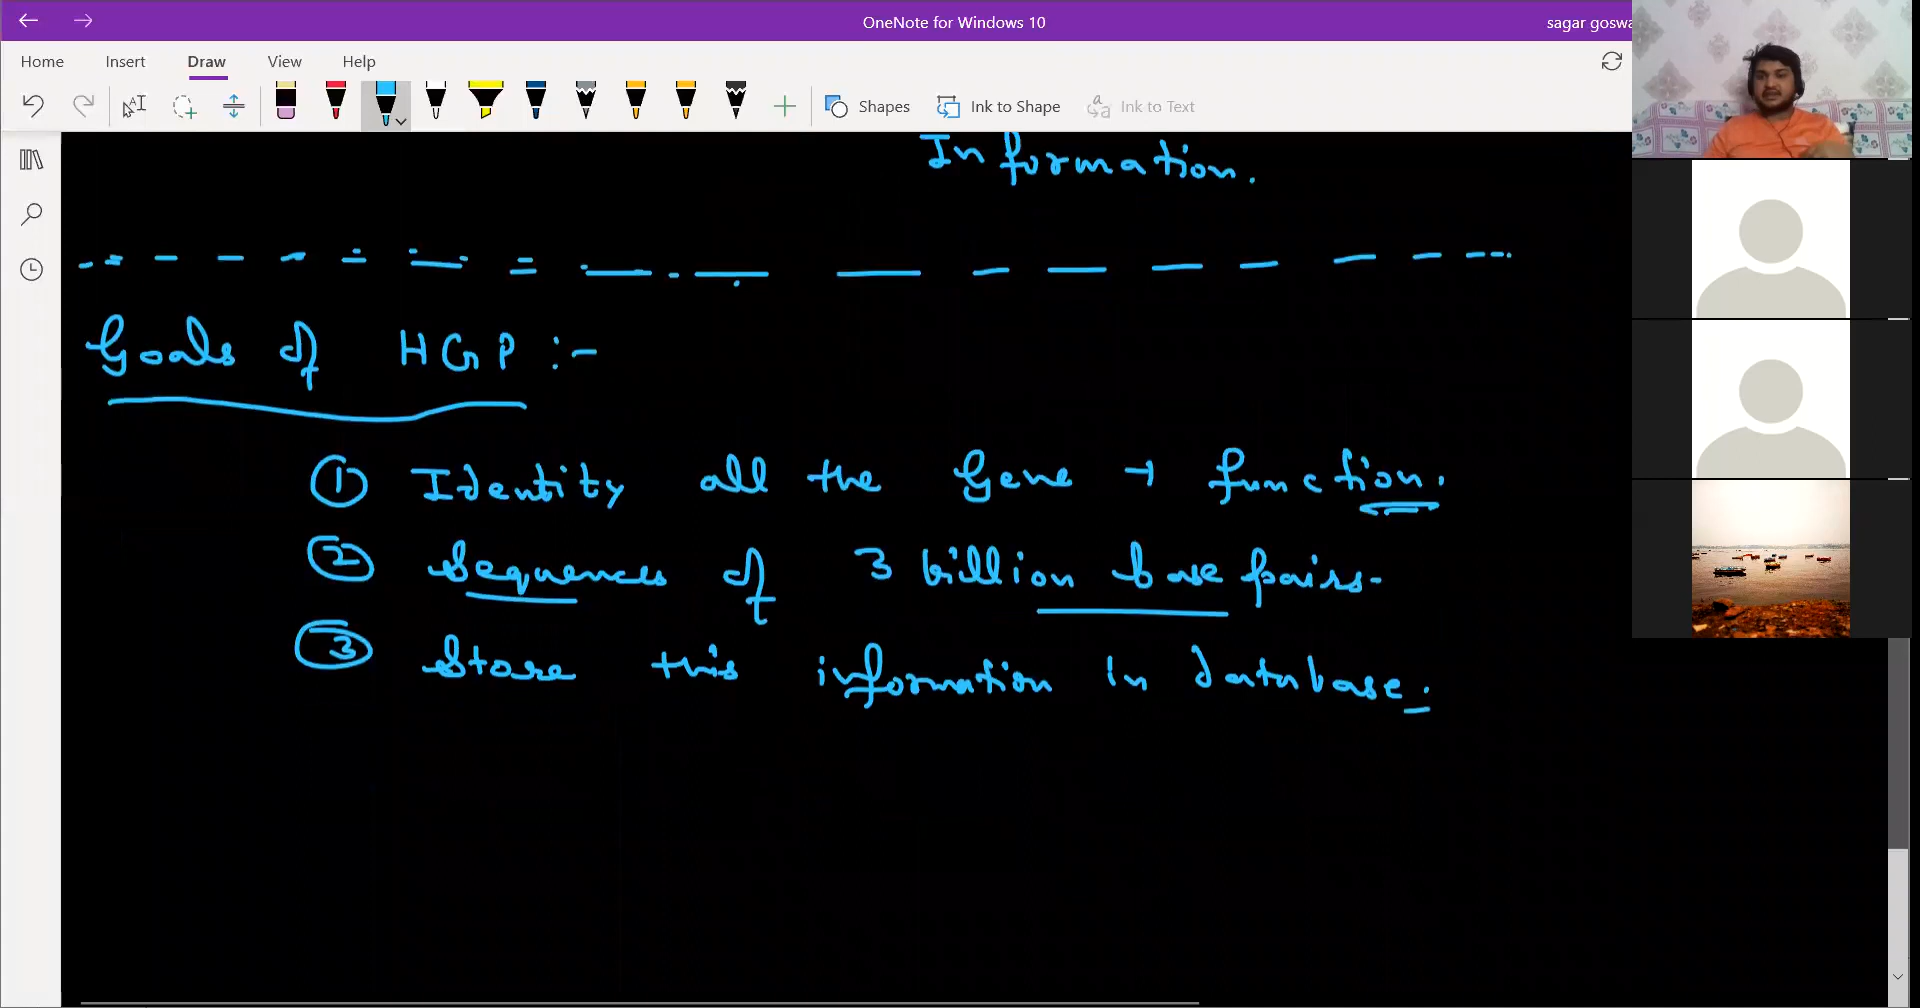 OneNote for Windows 10
sagar goswa
Home Insert Draw View Help
Shapes Ink to Shape Ink to Text
Information.
Goals of HGP :-
① Identity all the Gene → function.
② Sequences of 3 billion base pairs-
③ Store this information in database.